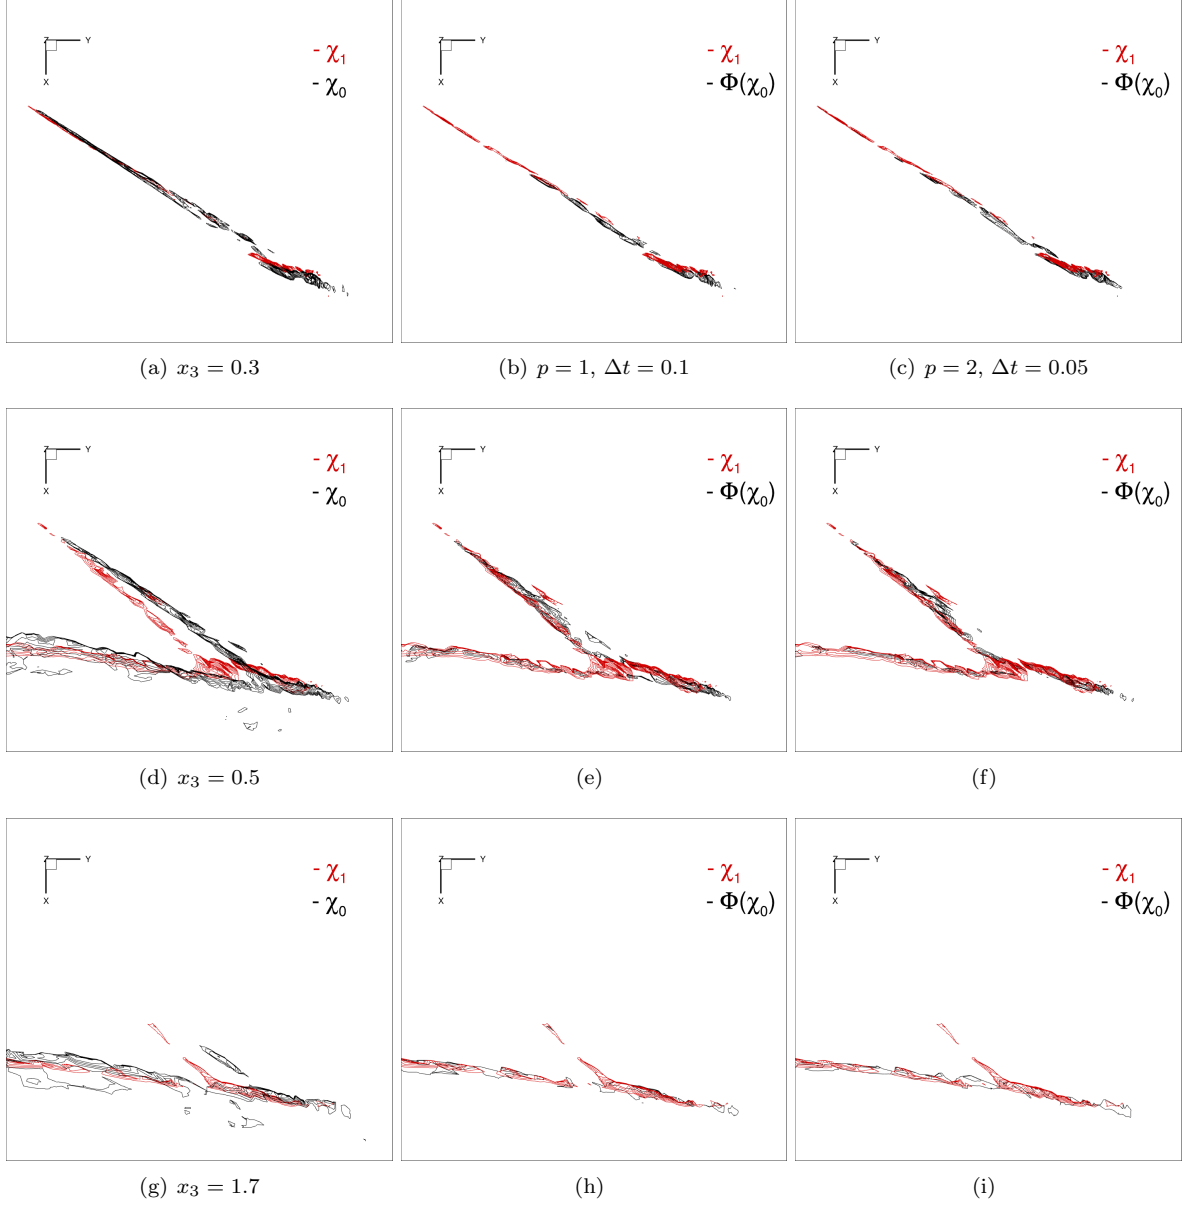 Z Y X
- χ₁
- χ₀
Z Y X
- χ₁
- Φ(χ₀)
Z Y X
- χ₁
- Φ(χ₀)
(a) x₃ = 0.3
(b) p = 1, Δt = 0.1
(c) p = 2, Δt = 0.05
Z Y X
- χ₁
- χ₀
Z Y X
- χ₁
- Φ(χ₀)
Z Y X
- χ₁
- Φ(χ₀)
(d) x₃ = 0.5
(e)
(f)
Z Y X
- χ₁
- χ₀
Z Y X
- χ₁
- Φ(χ₀)
Z Y X
- χ₁
- Φ(χ₀)
(g) x₃ = 1.7
(h)
(i)